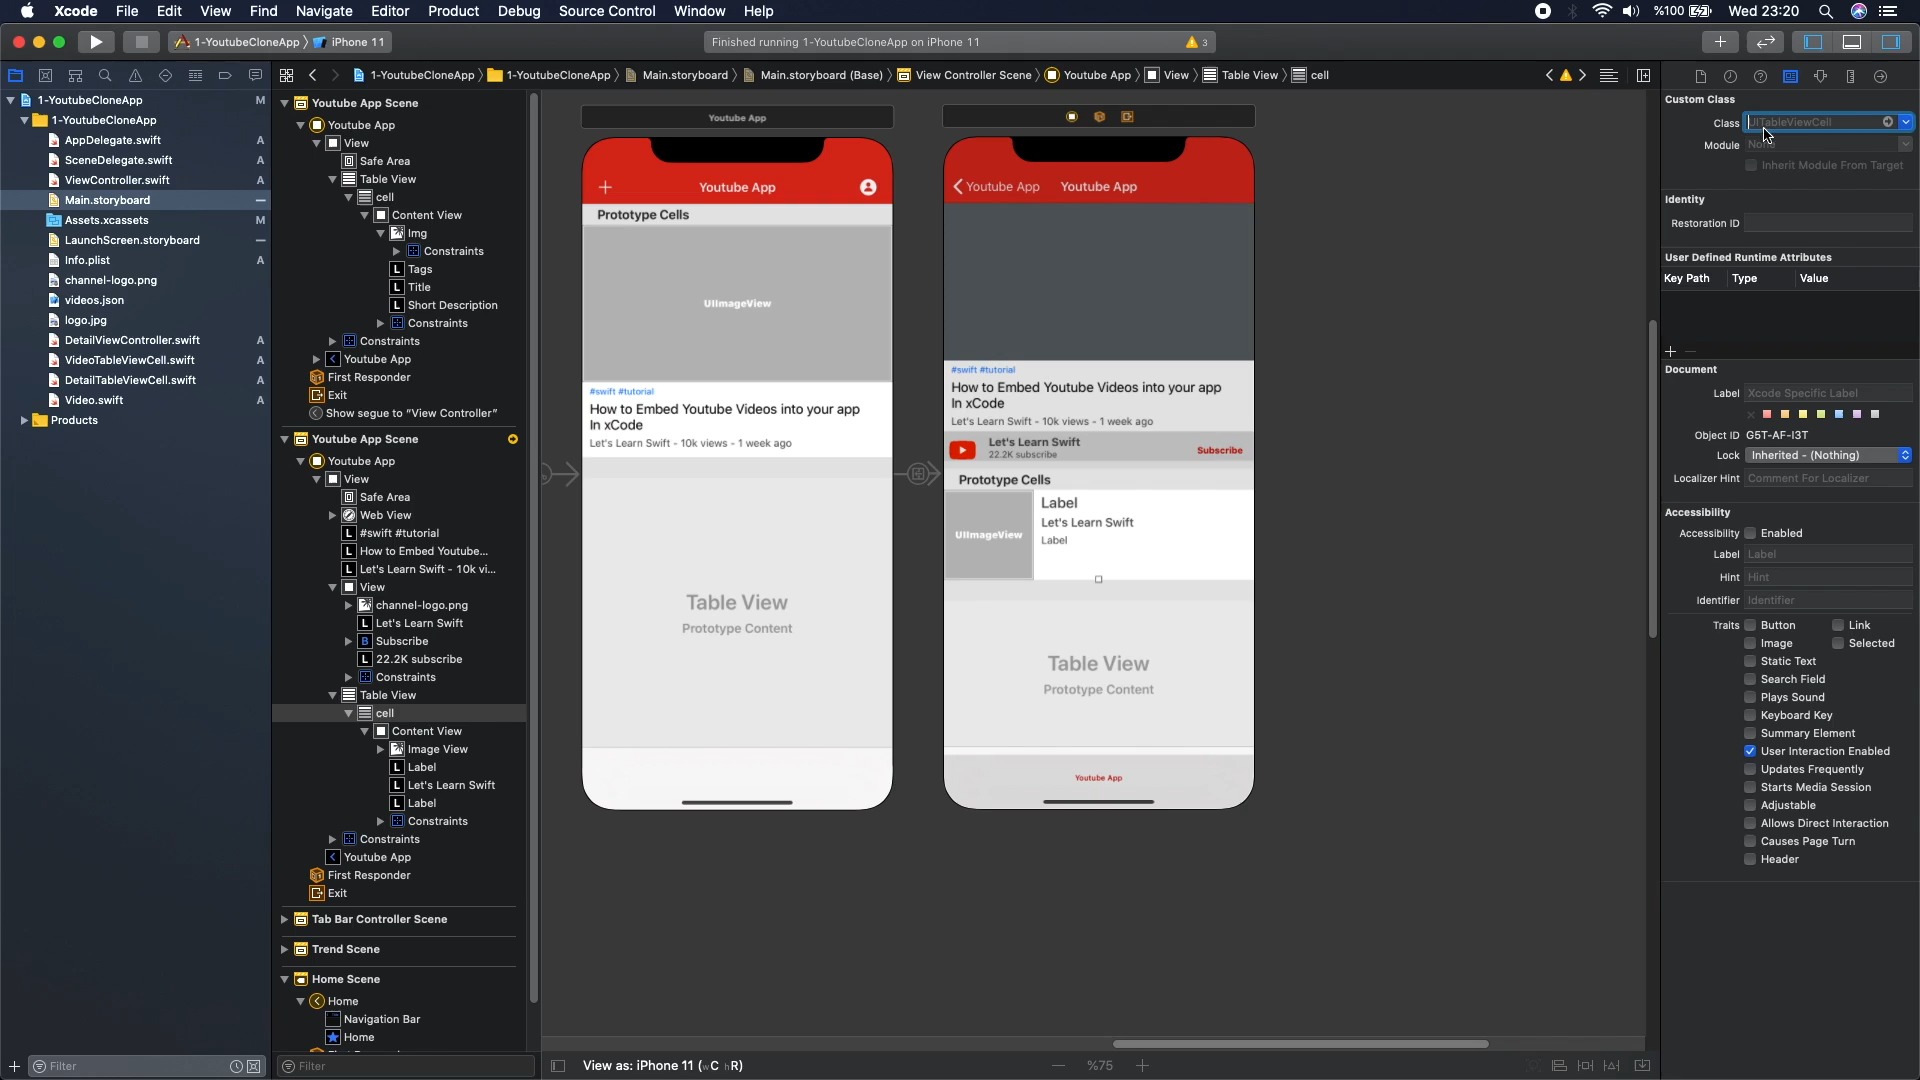 Xcode File Edit View Find Navigate Editor Product Debug Source Control Window Help %100 Wed 23:20
1-YoutubeCloneApp iPhone 11 Finished running 1-YoutubeCloneApp on iPhone 11 3
1-YoutubeCloneApp 1-YoutubeCloneApp Main.storyboard Main.storyboard (Base) View Controller Scene Youtube App View Table View cell
1-YoutubeCloneApp M
1-YoutubeCloneApp
AppDelegate.swift A
SceneDelegate.swift A
ViewController.swift A
Main.storyboard
Assets.xcassets M
LaunchScreen.storyboard
Info.plist A
channel-logo.png
videos.json
logo.jpg
DetailViewController.swift A
VideoTableViewCell.swift A
DetailTableViewCell.swift A
Video.swift A
Products
Filter
Youtube App Scene
Youtube App
View
Safe Area
Table View
cell
Content View
Img
Constraints
L Tags
L Title
L Short Description
Constraints
Constraints
Youtube App
First Responder
Exit
Show segue to "View Controller"
Youtube App Scene
Youtube App
View
Safe Area
Web View
L #swift #tutorial
L How to Embed Youtube...
L Let's Learn Swift - 10k vi...
View
channel-logo.png
L Let's Learn Swift
B Subscribe
L 22.2K subscribe
Constraints
Table View
cell
Content View
Image View
L Label
L Let's Learn Swift
L Label
Constraints
Constraints
Youtube App
First Responder
Exit
Tab Bar Controller Scene
Trend Scene
Home Scene
Home
Navigation Bar
Home
Filter
Youtube App
Youtube App
Prototype Cells
UIImageView
#swift #tutorial
How to Embed Youtube Videos into your app
In xCode
Let's Learn Swift - 10k views - 1 week ago
Table View
Prototype Content
Youtube App Youtube App
#swift #tutorial
How to Embed Youtube Videos into your app
In xCode
Let's Learn Swift - 10k views - 1 week ago
Let's Learn Swift
22.2K subscribe
Subscribe
Prototype Cells
UIImageView
Label
Let's Learn Swift
Label
Table View
Prototype Content
Youtube App
View as: iPhone 11 (wC hR) %75
Custom Class
Class UITableViewCell
Module None
Inherit Module From Target
Identity
Restoration ID
User Defined Runtime Attributes
Key Path Type Value
Document
Label Xcode Specific Label
Object ID G5T-AF-I3T
Lock Inherited - (Nothing)
Localizer Hint Comment For Localizer
Accessibility
Accessibility Enabled
Label Label
Hint Hint
Identifier Identifier
Traits Button Link
Image Selected
Static Text
Search Field
Plays Sound
Keyboard Key
Summary Element
User Interaction Enabled
Updates Frequently
Starts Media Session
Adjustable
Allows Direct Interaction
Causes Page Turn
Header